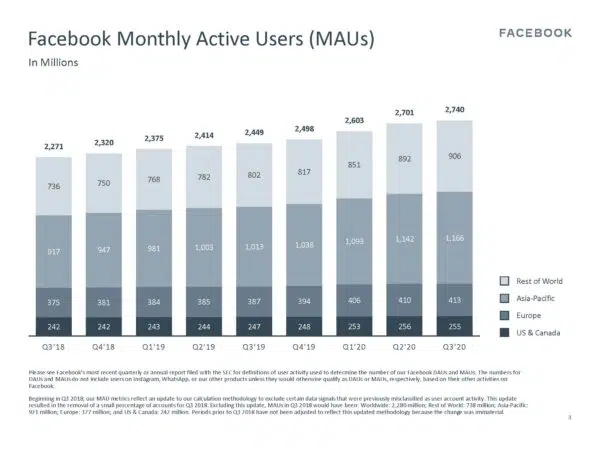 Facebook Monthly Active Users (MAUs)
FACEBOOK
In Millions
2,271
2,320
2,375
2,414
2,449
2,498
2,603
2,701
2,740
736
750
768
782
802
817
851
892
906
917
947
981
1,003
1,013
1,038
1,093
1,142
1,166
375
381
384
385
387
394
406
410
413
242
242
243
244
247
248
253
256
255
Q3'18
Q4'18
Q1'19
Q2'19
Q3'19
Q4'19
Q1'20
Q2'20
Q3'20
Rest of World
Asia-Pacific
Europe
US & Canada
Please see Facebook's most recent quarterly or annual report filed with the SEC for definitions of user activity used to determine the number of our Facebook DAUs and MAUs. The numbers for
DAUs and MAUs do not include users on Instagram, WhatsApp, or our other products unless they would otherwise qualify as DAUs or MAUs, respectively, based on their other activities on
Facebook.
Beginning in Q3 2018, our MAU metrics reflect an update to our calculation methodology to exclude certain data signals that were previously misclassified as user account activity. This update
resulted in the removal of a small percentage of accounts for Q3 2018. Excluding this update, MAUs in Q3 2018 would have been: Worldwide: 2,280 million; Rest of World: 738 million; Asia-Pacific:
921 million; Europe: 377 million; and US & Canada: 242 million. Periods prior to Q3 2018 have not been adjusted to reflect this updated methodology because the change was immaterial.
3